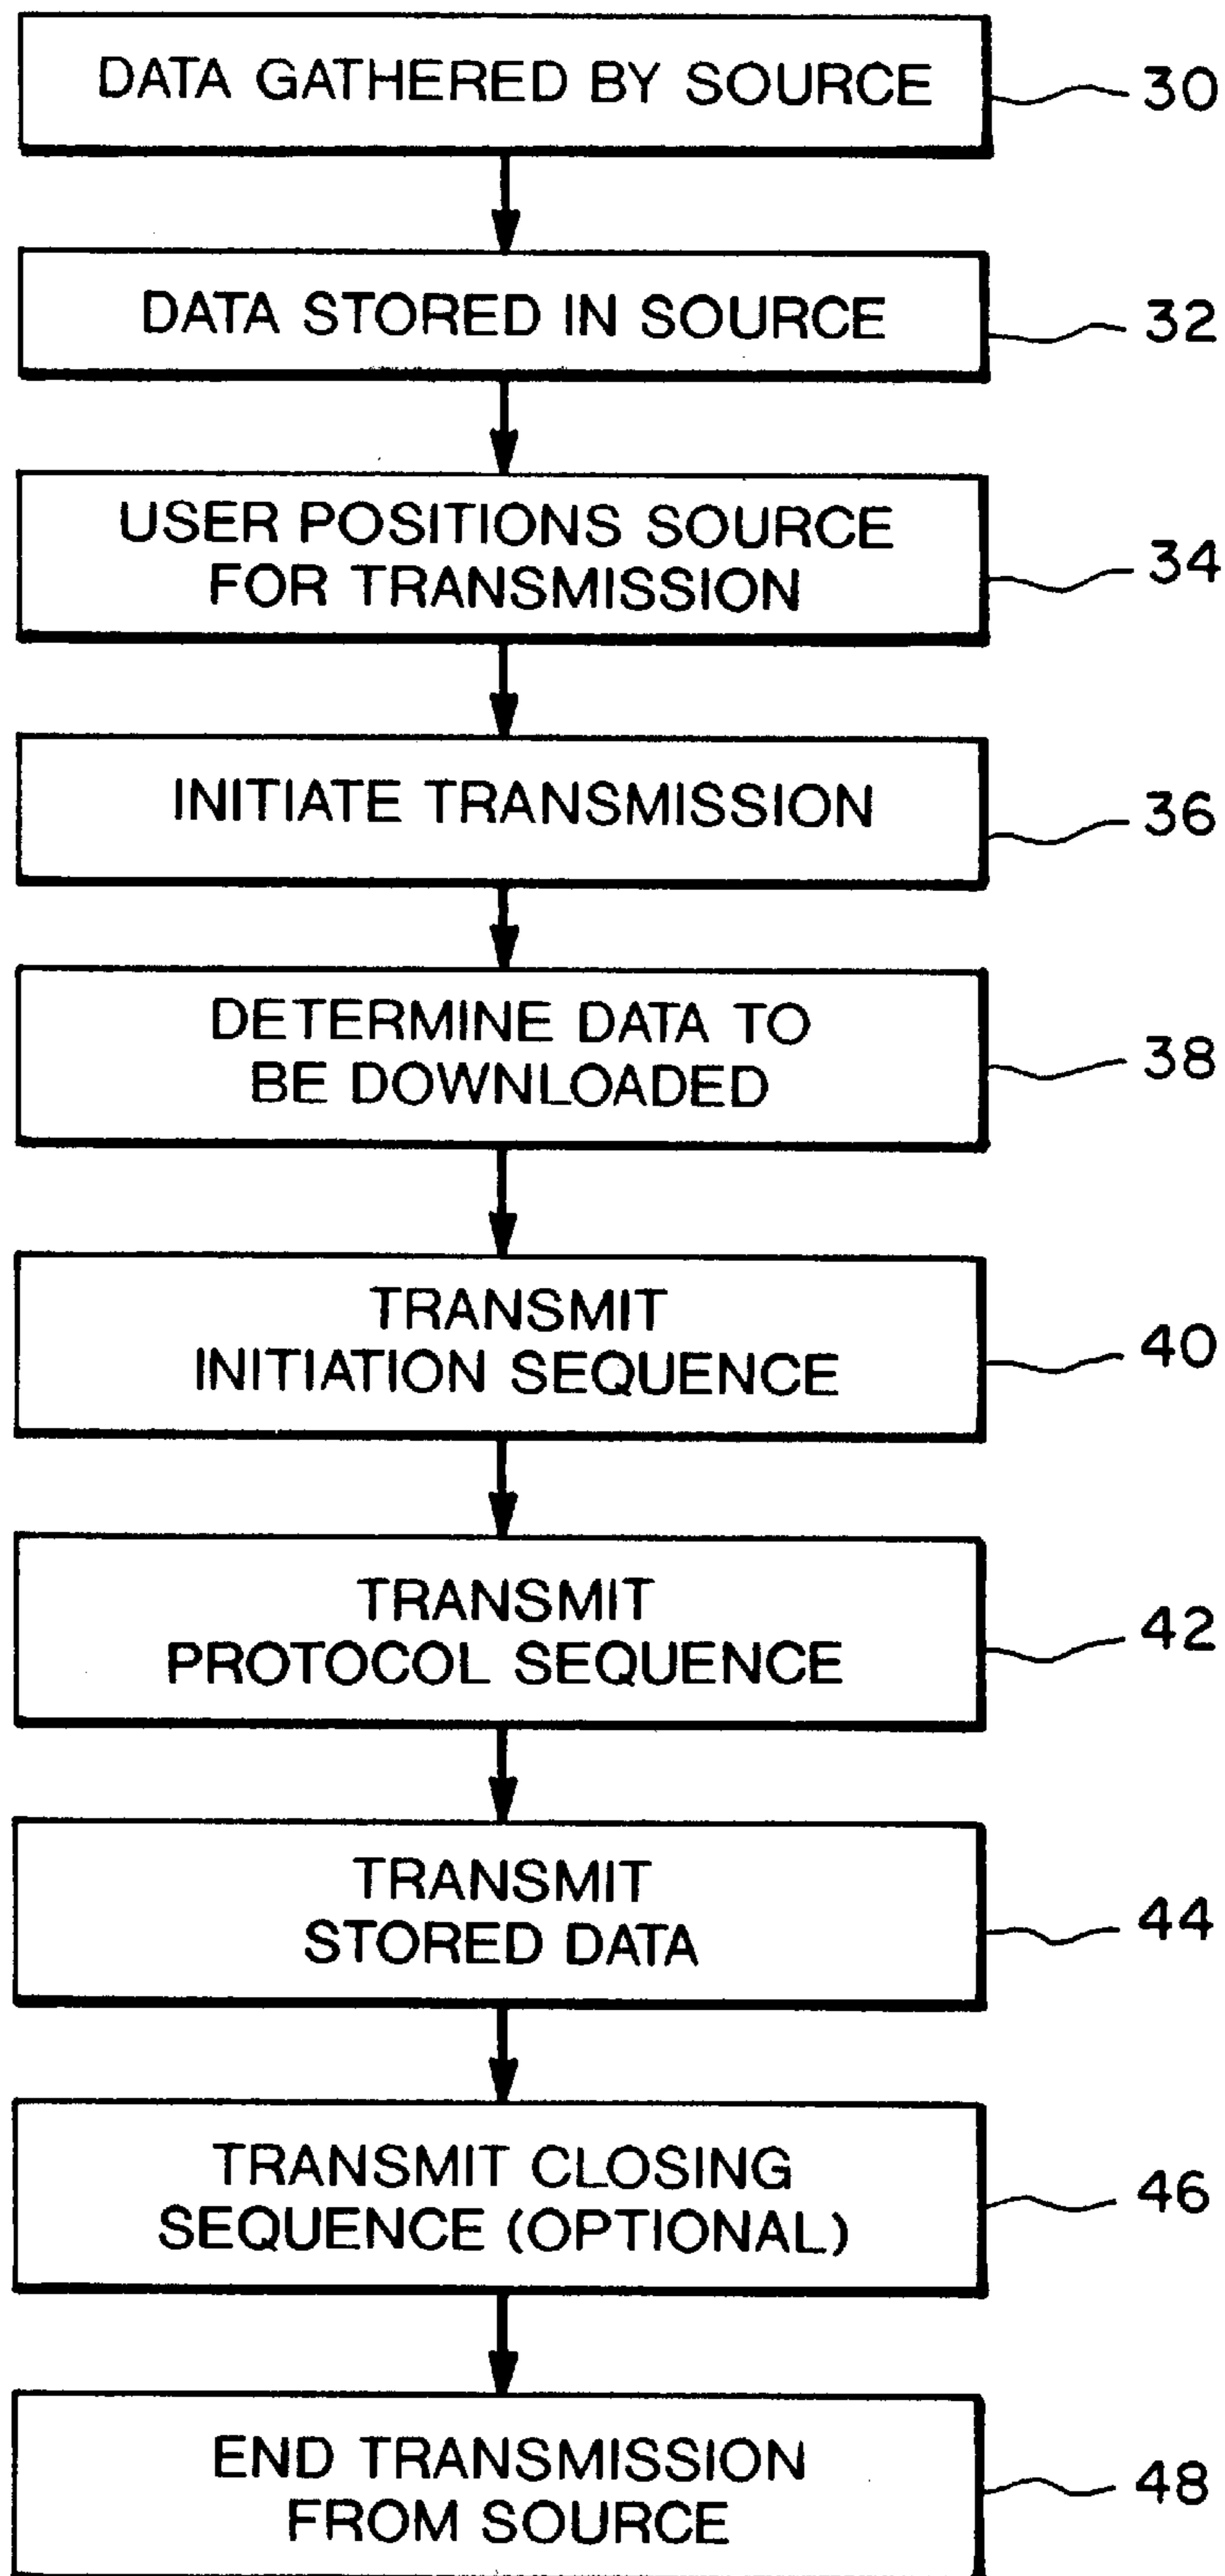 DATA GATHERED BY SOURCE
30
DATA STORED IN SOURCE
32
USER POSITIONS SOURCE
FOR TRANSMISSION
34
INITIATE TRANSMISSION
36
DETERMINE DATA TO
BE DOWNLOADED
38
TRANSMIT
INITIATION SEQUENCE
40
TRANSMIT
PROTOCOL SEQUENCE
42
TRANSMIT
STORED DATA
44
TRANSMIT CLOSING
SEQUENCE (OPTIONAL)
46
END TRANSMISSION
FROM SOURCE
48